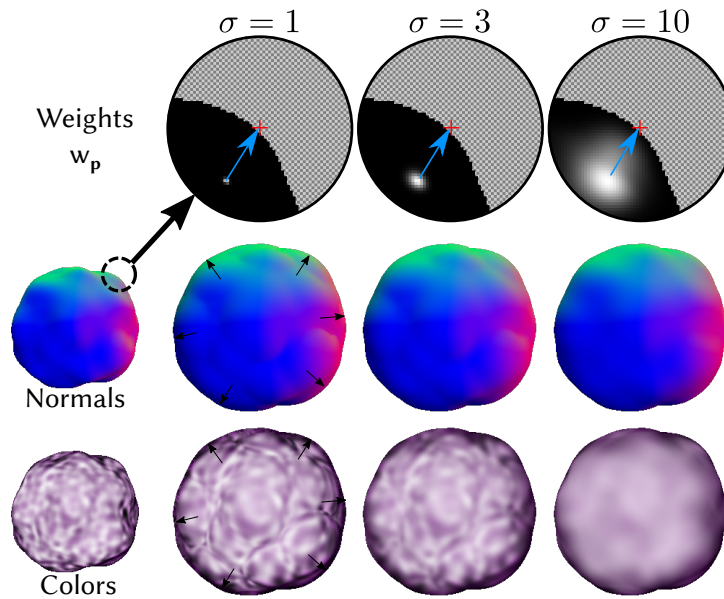 σ = 1
σ = 3
σ = 10
Weights
w_p
Normals
Colors